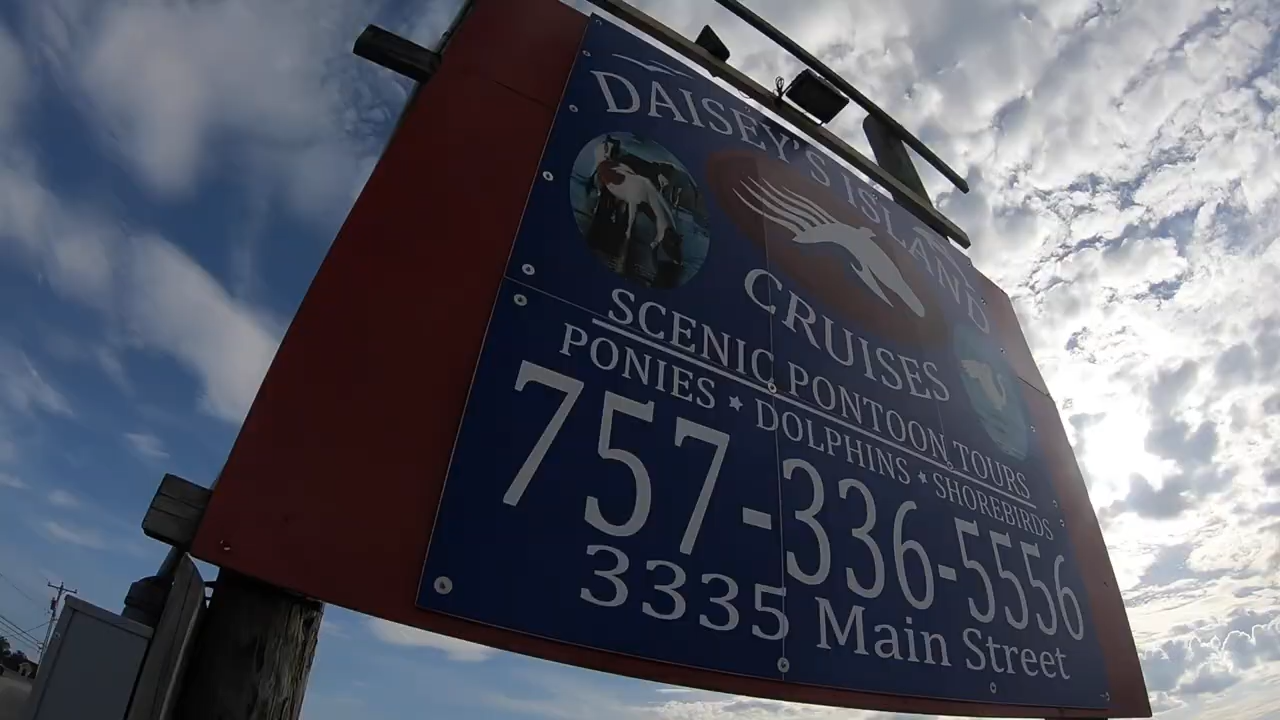 DAISEY'S ISLAND
CRUISES
SCENIC PONTOON TOURS
PONIES ★ DOLPHINS ★ SHOREBIRDS
757-336-5556
3335 Main Street